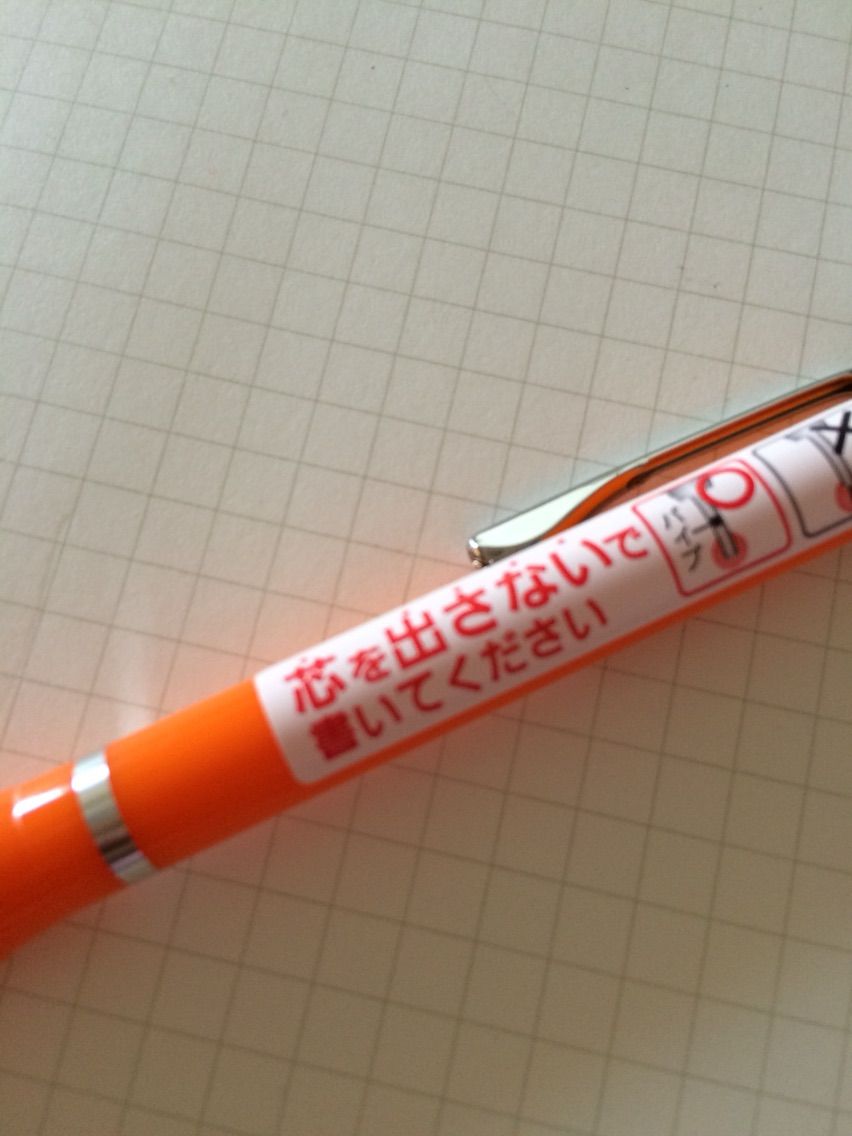 芯を出さないで
書いてください
パイプ